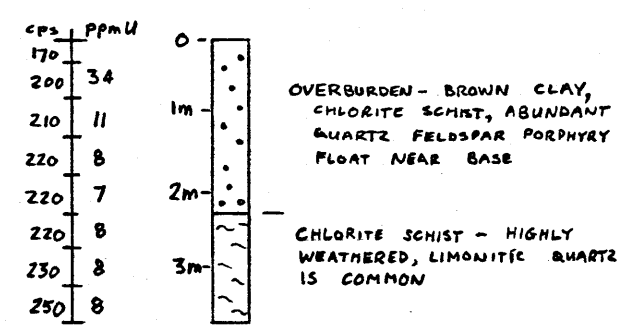 cps ppmU
170
200 34
210 11
220 8
220 7
220 8
230 8
250 8
0
1m
2m
3m
OVERBURDEN - BROWN CLAY,
CHLORITE SCHIST, ABUNDANT
QUARTZ FELDSPAR PORPHYRY
FLOAT NEAR BASE
CHLORITE SCHIST - HIGHLY
WEATHERED, LIMONITIC QUARTZ
IS COMMON